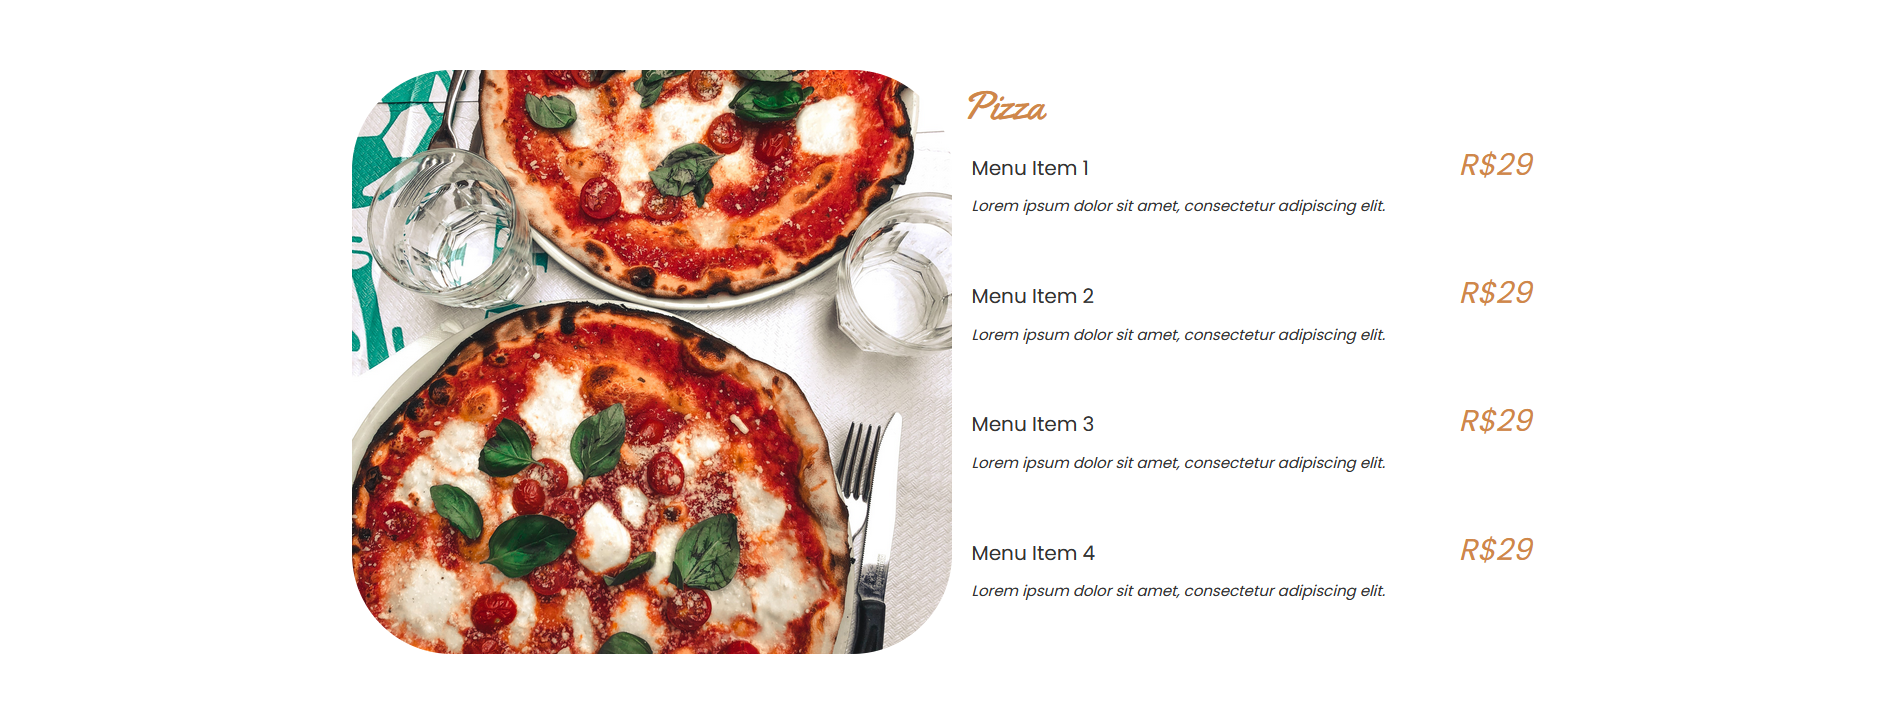 Pizza
Menu Item 1 R$29
Lorem ipsum dolor sit amet, consectetur adipiscing elit.
Menu Item 2 R$29
Lorem ipsum dolor sit amet, consectetur adipiscing elit.
Menu Item 3 R$29
Lorem ipsum dolor sit amet, consectetur adipiscing elit.
Menu Item 4 R$29
Lorem ipsum dolor sit amet, consectetur adipiscing elit.